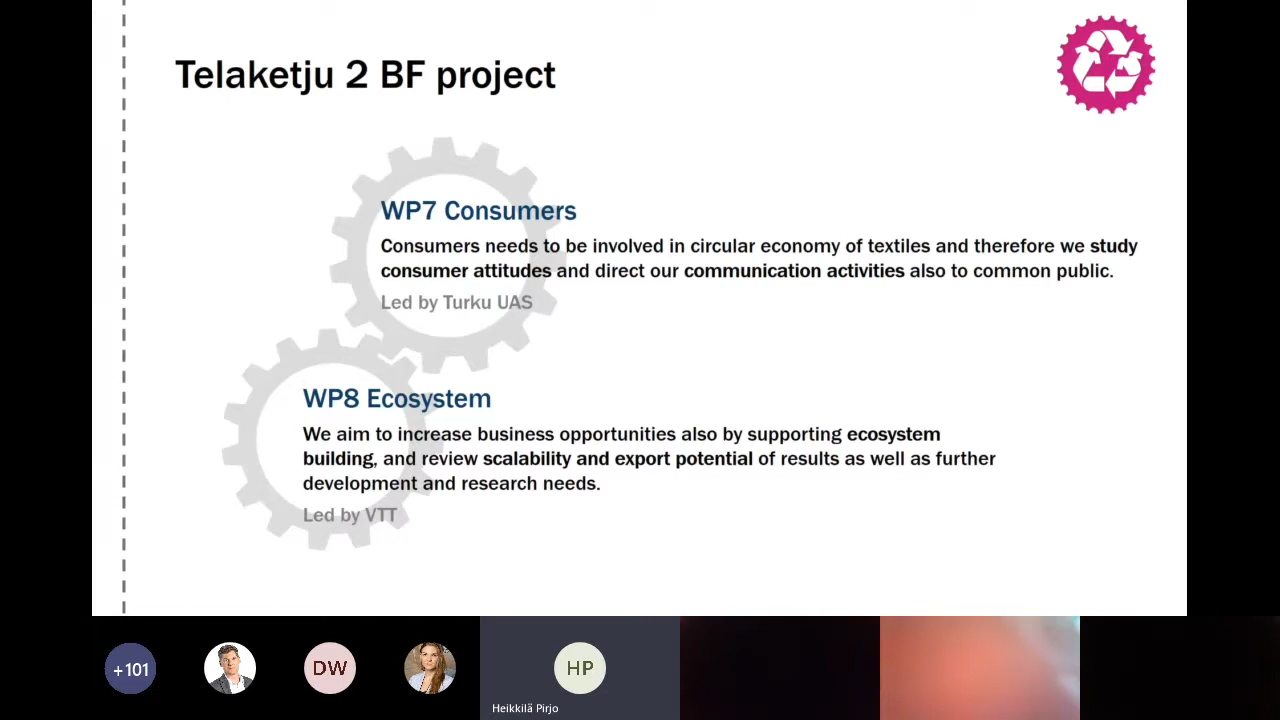 Telaketju 2 BF project
WP7 Consumers
Consumers needs to be involved in circular economy of textiles and therefore we study
consumer attitudes and direct our communication activities also to common public.
Led by Turku UAS
WP8 Ecosystem
We aim to increase business opportunities also by supporting ecosystem
building, and review scalability and export potential of results as well as further
development and research needs.
Led by VTT
+101
DW
HP
Heikkilä Pirjo